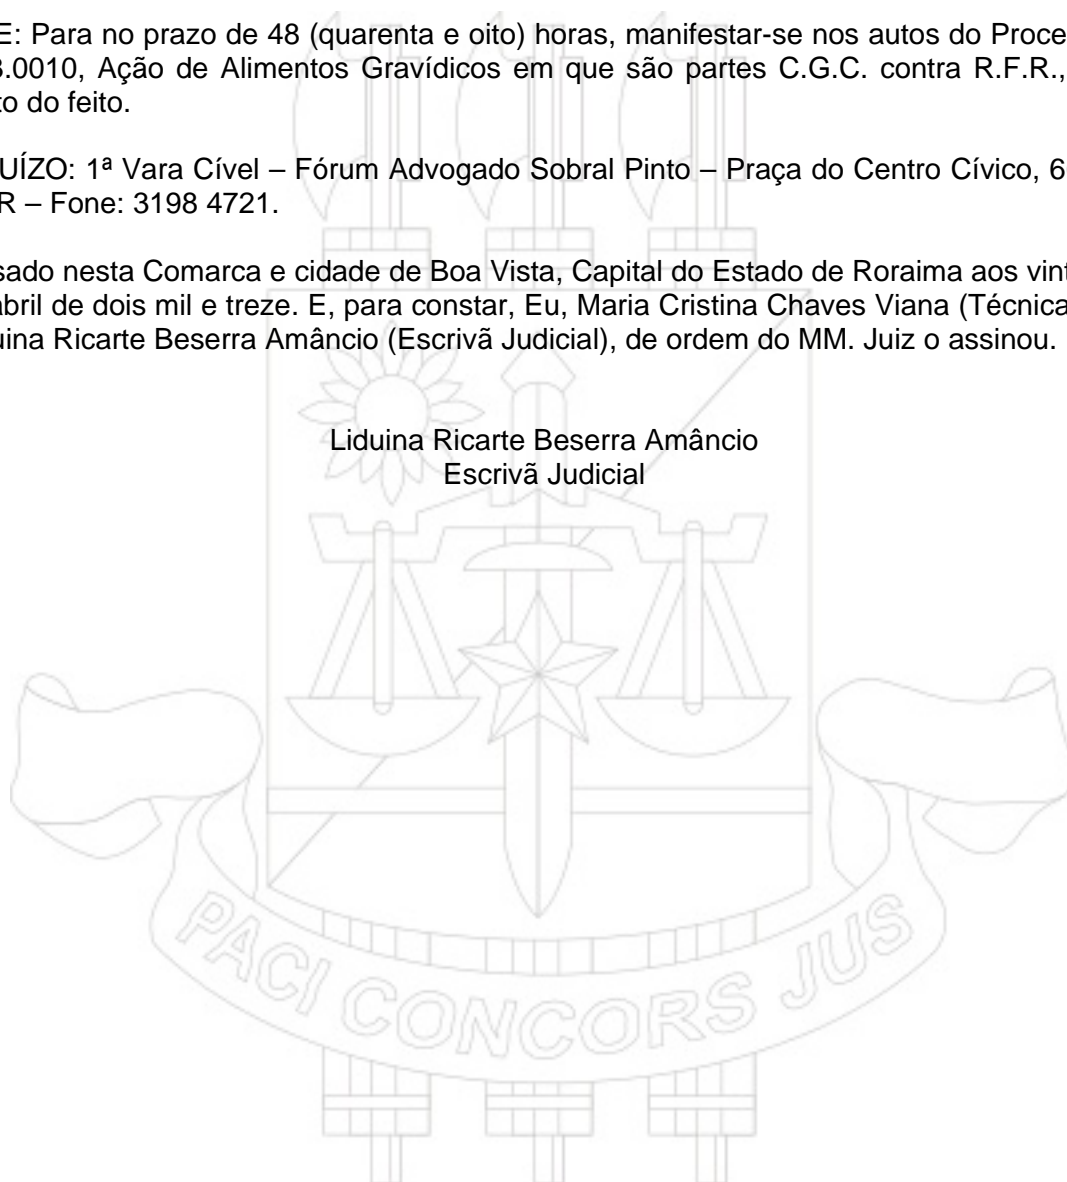 E: Para no prazo de 48 (quarenta e oito) horas, manifestar-se nos autos do Proce
3.0010, Ação de Alimentos Gravídicos em que são partes C.G.C. contra R.F.R.,
to do feito.
UÍZO: 1ª Vara Cível – Fórum Advogado Sobral Pinto – Praça do Centro Cívico, 6
R – Fone: 3198 4721.
sado nesta Comarca e cidade de Boa Vista, Capital do Estado de Roraima aos vint
abril de dois mil e treze. E, para constar, Eu, Maria Cristina Chaves Viana (Técnica
uina Ricarte Beserra Amâncio (Escrivã Judicial), de ordem do MM. Juiz o assinou.
Liduina Ricarte Beserra Amâncio
Escrivã Judicial
PACI CONCORS JUS